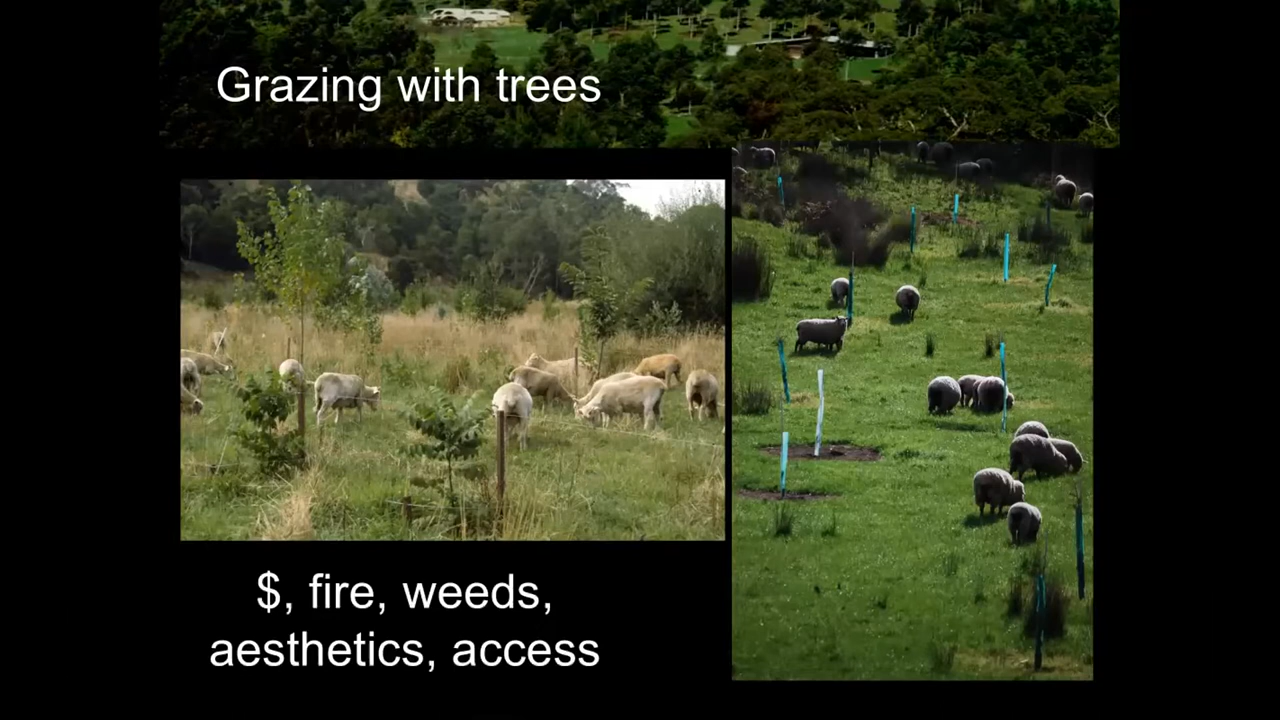 Grazing with trees
$, fire, weeds,
aesthetics, access